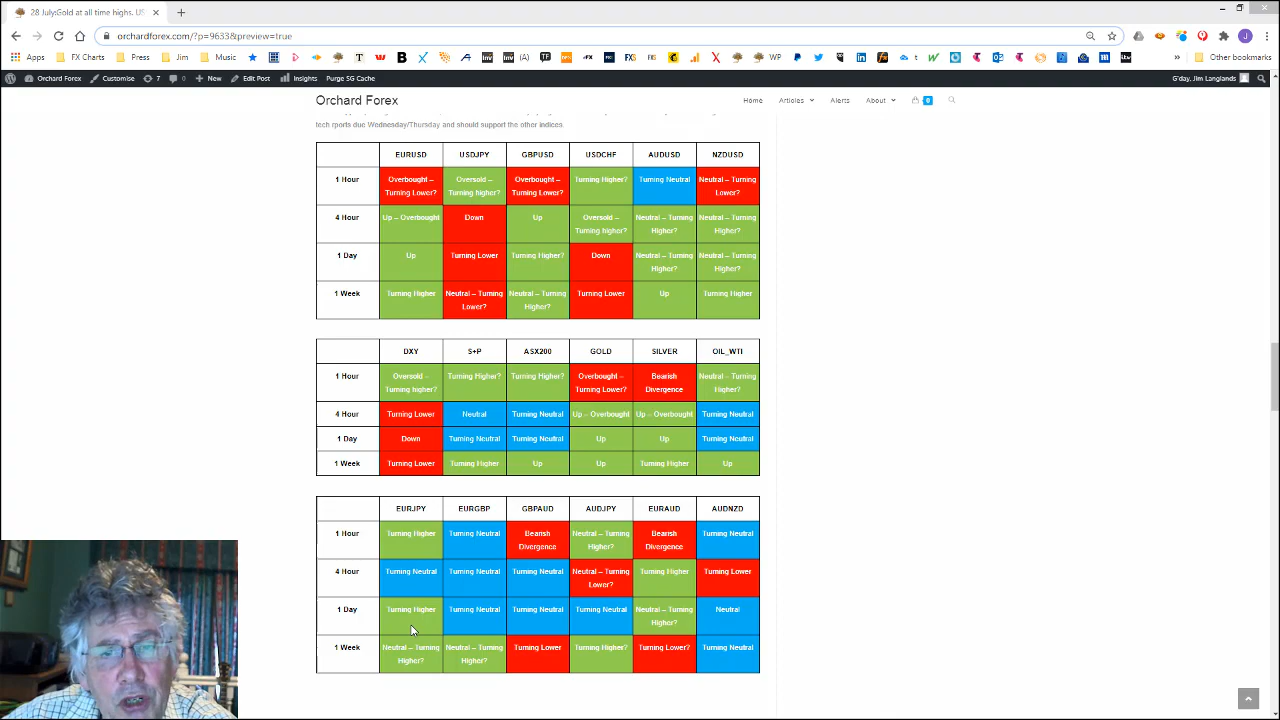 28 July:Gold at all time highs. US
orchardforex.com/?p=9633&preview=true
Apps
FX Charts
Press
Jim
Music
(A)
WP
Other bookmarks
Orchard Forex
Customise
7
0
New
Edit Post
Insights
Purge SG Cache
G'day, Jim Langlands
Orchard Forex
Home
Articles
Alerts
About
0
tech rports due Wednesday/Thursday and should support the other indices.
EURUSD USDJPY GBPUSD USDCHF AUDUSD NZDUSD
1 Hour Overbought – Turning Lower? Oversold – Turning higher? Overbought – Turning Lower? Turning Higher? Turning Neutral Neutral – Turning Lower?
4 Hour Up – Overbought Down Up Oversold – Turning higher? Neutral – Turning Higher? Neutral – Turning Higher?
1 Day Up Turning Lower Turning Higher? Down Neutral – Turning Higher? Neutral – Turning Higher?
1 Week Turning Higher Neutral – Turning Lower? Neutral – Turning Higher? Turning Lower Up Turning Higher
DXY S+P ASX200 GOLD SILVER OIL_WTI
1 Hour Oversold – Turning higher? Turning Higher? Turning Higher? Overbought – Turning Lower? Bearish Divergence Neutral – Turning Higher?
4 Hour Turning Lower Neutral Turning Neutral Up – Overbought Up – Overbought Turning Neutral
1 Day Down Turning Neutral Turning Neutral Up Up Turning Neutral
1 Week Turning Lower Turning Higher Up Up Turning Higher Up
EURJPY EURGBP GBPAUD AUDJPY EURAUD AUDNZD
1 Hour Turning Higher Turning Neutral Bearish Divergence Neutral – Turning Higher? Bearish Divergence Turning Neutral
4 Hour Turning Neutral Turning Neutral Turning Neutral Neutral – Turning Lower? Turning Higher Turning Lower
1 Day Turning Higher Turning Neutral Turning Neutral Turning Neutral Neutral – Turning Higher? Neutral
1 Week Neutral – Turning Higher? Neutral – Turning Higher? Turning Lower Turning Higher? Turning Lower? Turning Neutral